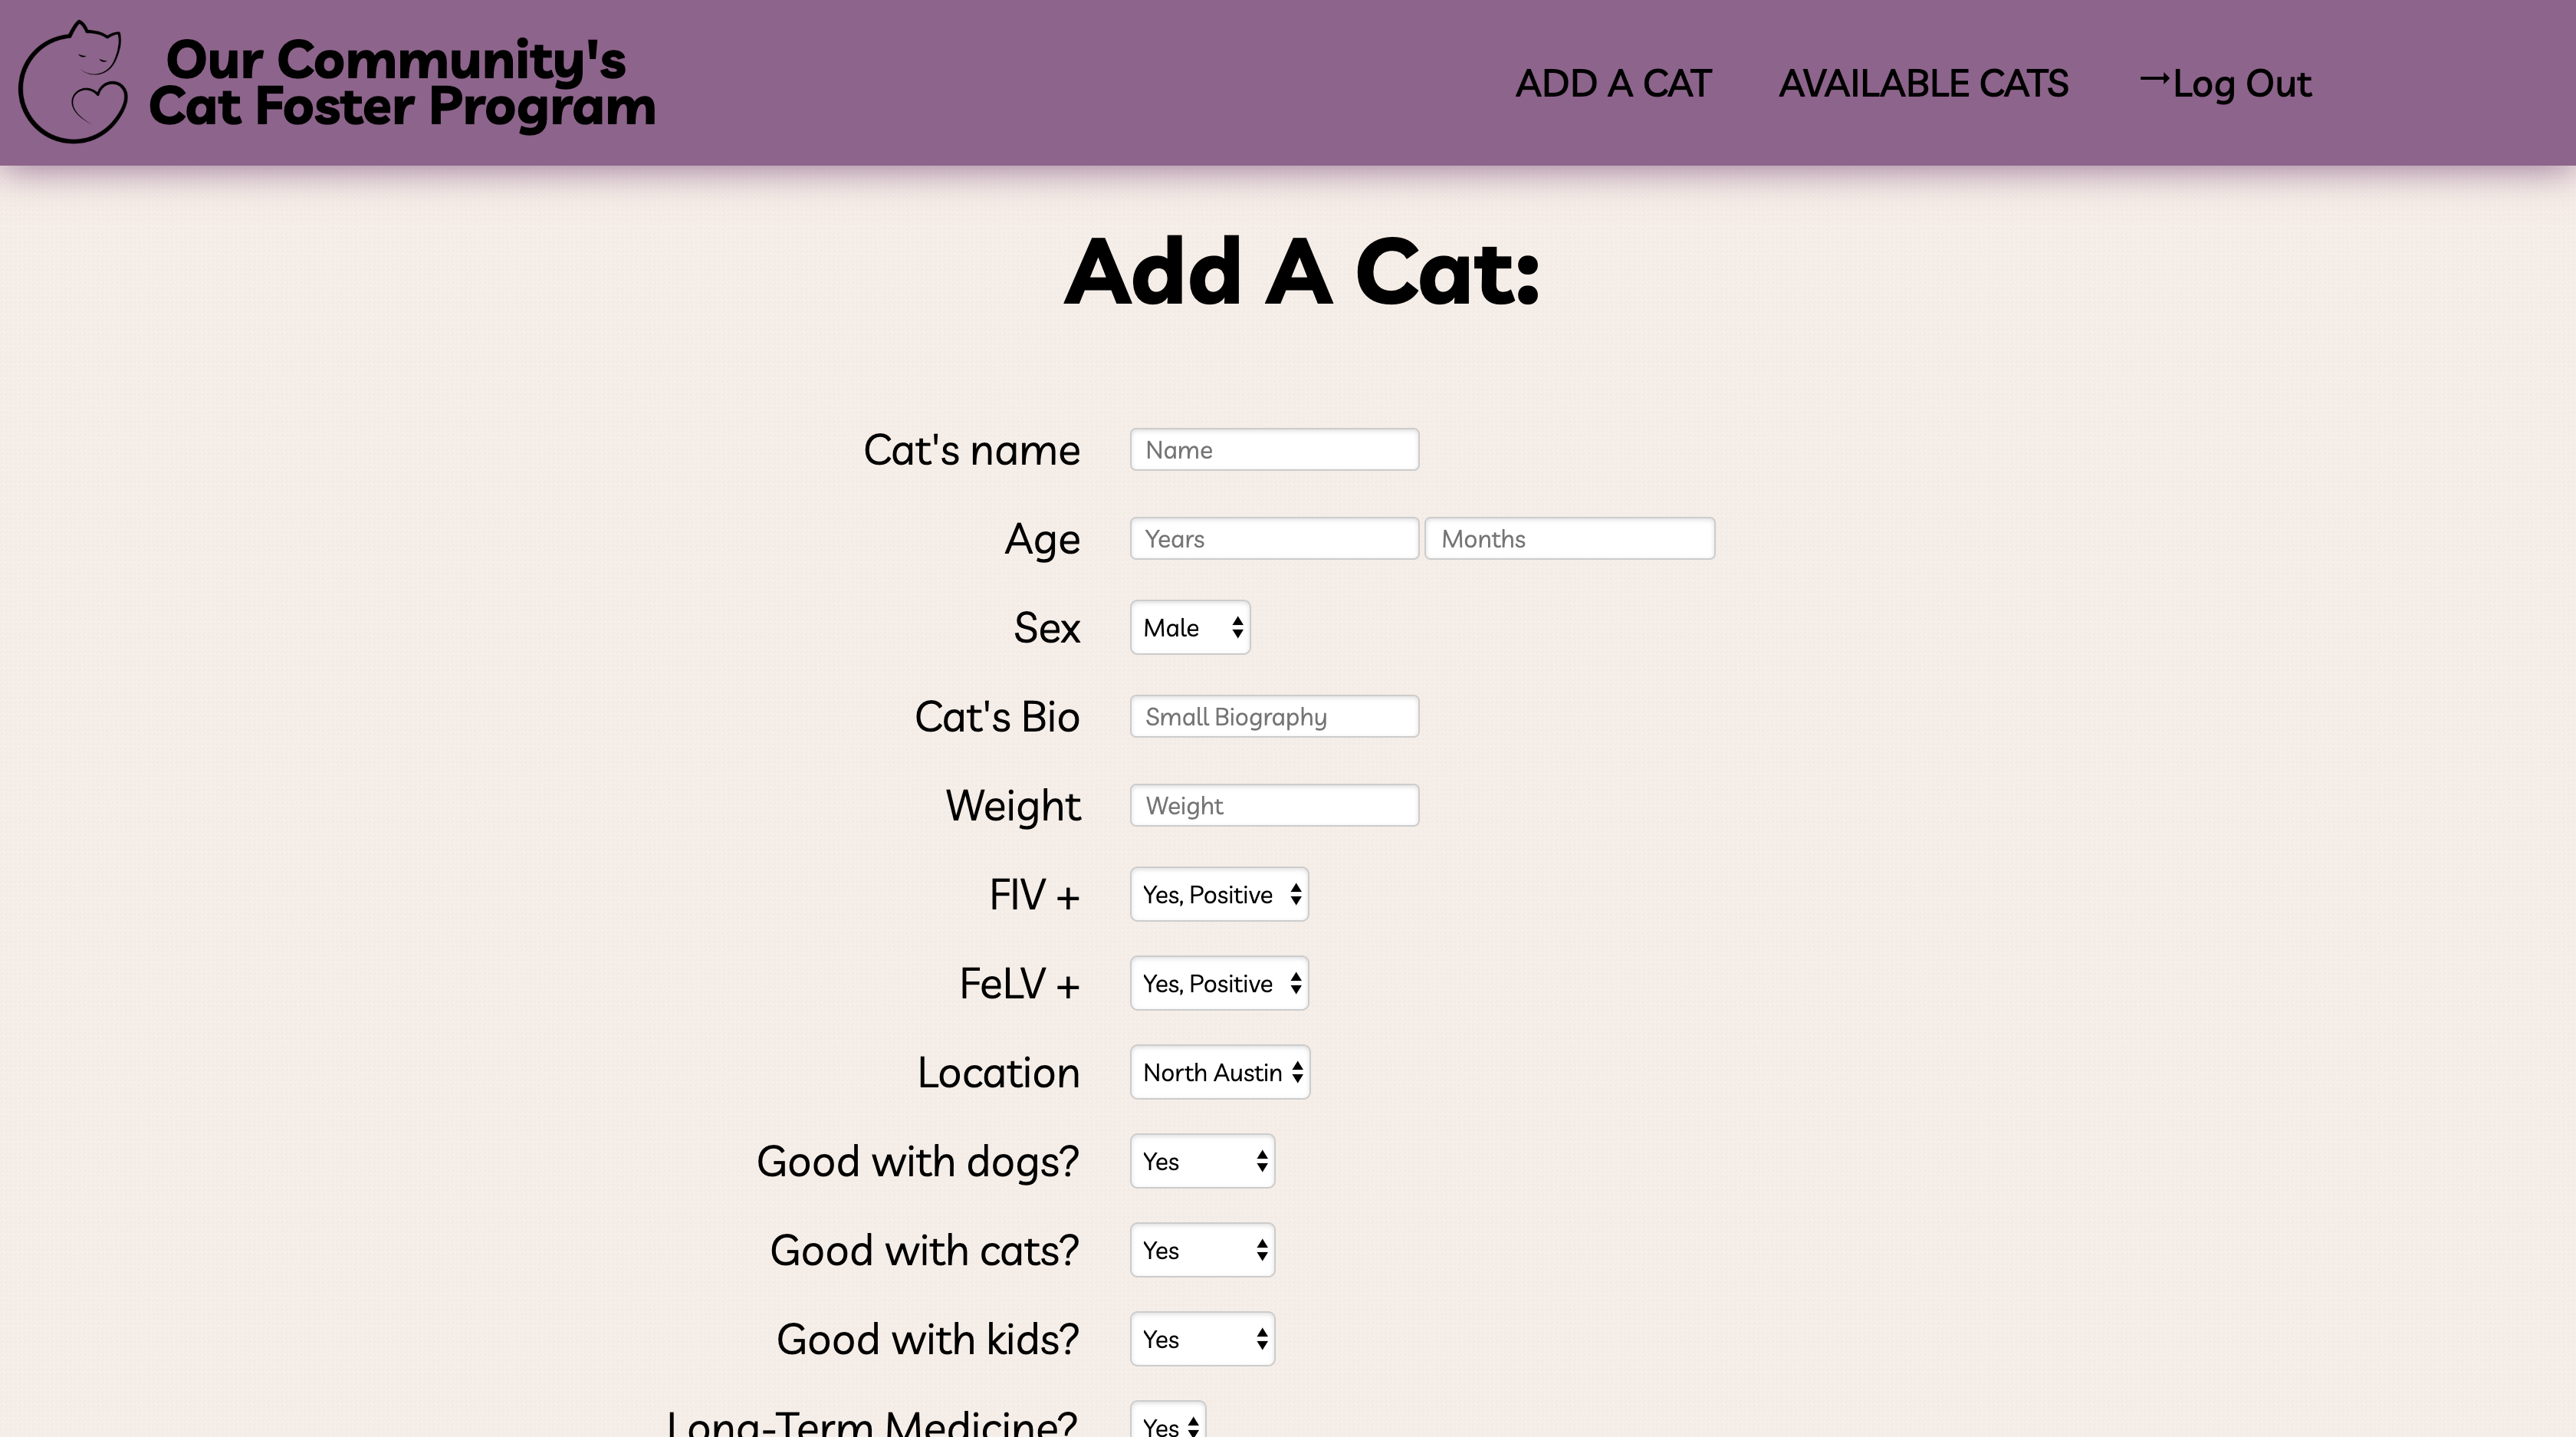 Our Community's
Cat Foster Program
ADD A CAT AVAILABLE CATS →Log Out
Add A Cat:
Cat's name Name
Age Years Months
Sex Male
Cat's Bio Small Biography
Weight Weight
FIV + Yes, Positive
FeLV + Yes, Positive
Location North Austin
Good with dogs? Yes
Good with cats? Yes
Good with kids? Yes
Long-Term Medicine? Yes